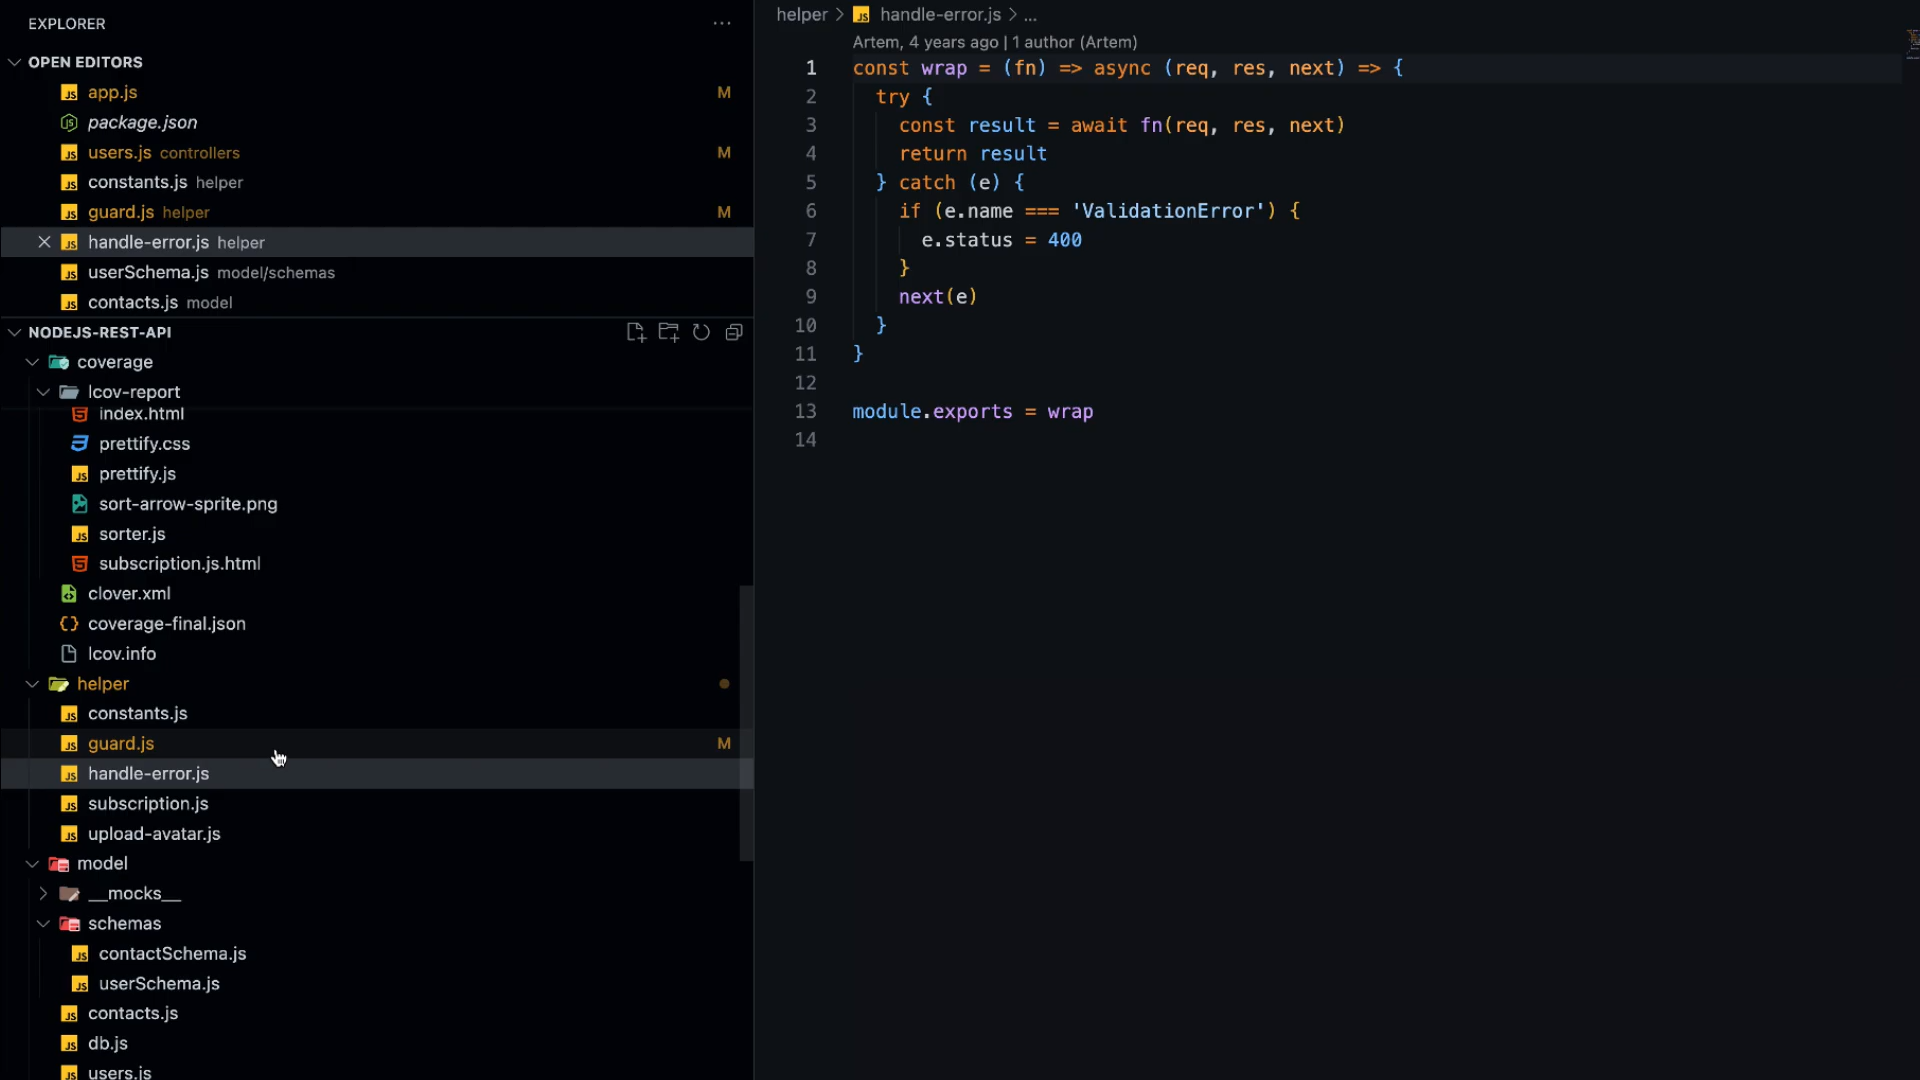 EXPLORER
OPEN EDITORS
app.js M
package.json
users.js controllers M
constants.js helper
guard.js helper M
handle-error.js helper
userSchema.js model/schemas
contacts.js model
NODEJS-REST-API
coverage
lcov-report
index.html
prettify.css
prettify.js
sort-arrow-sprite.png
sorter.js
subscription.js.html
clover.xml
coverage-final.json
lcov.info
helper
constants.js
guard.js M
handle-error.js
subscription.js
upload-avatar.js
model
__mocks__
schemas
contactSchema.js
userSchema.js
contacts.js
db.js
users.js
helper > JS handle-error.js > ...
Artem, 4 years ago | 1 author (Artem)
1 const wrap = (fn) => async (req, res, next) => {
2 try {
3 const result = await fn(req, res, next)
4 return result
5 } catch (e) {
6 if (e.name === 'ValidationError') {
7 e.status = 400
8 }
9 next(e)
10 }
11 }
12
13 module.exports = wrap
14